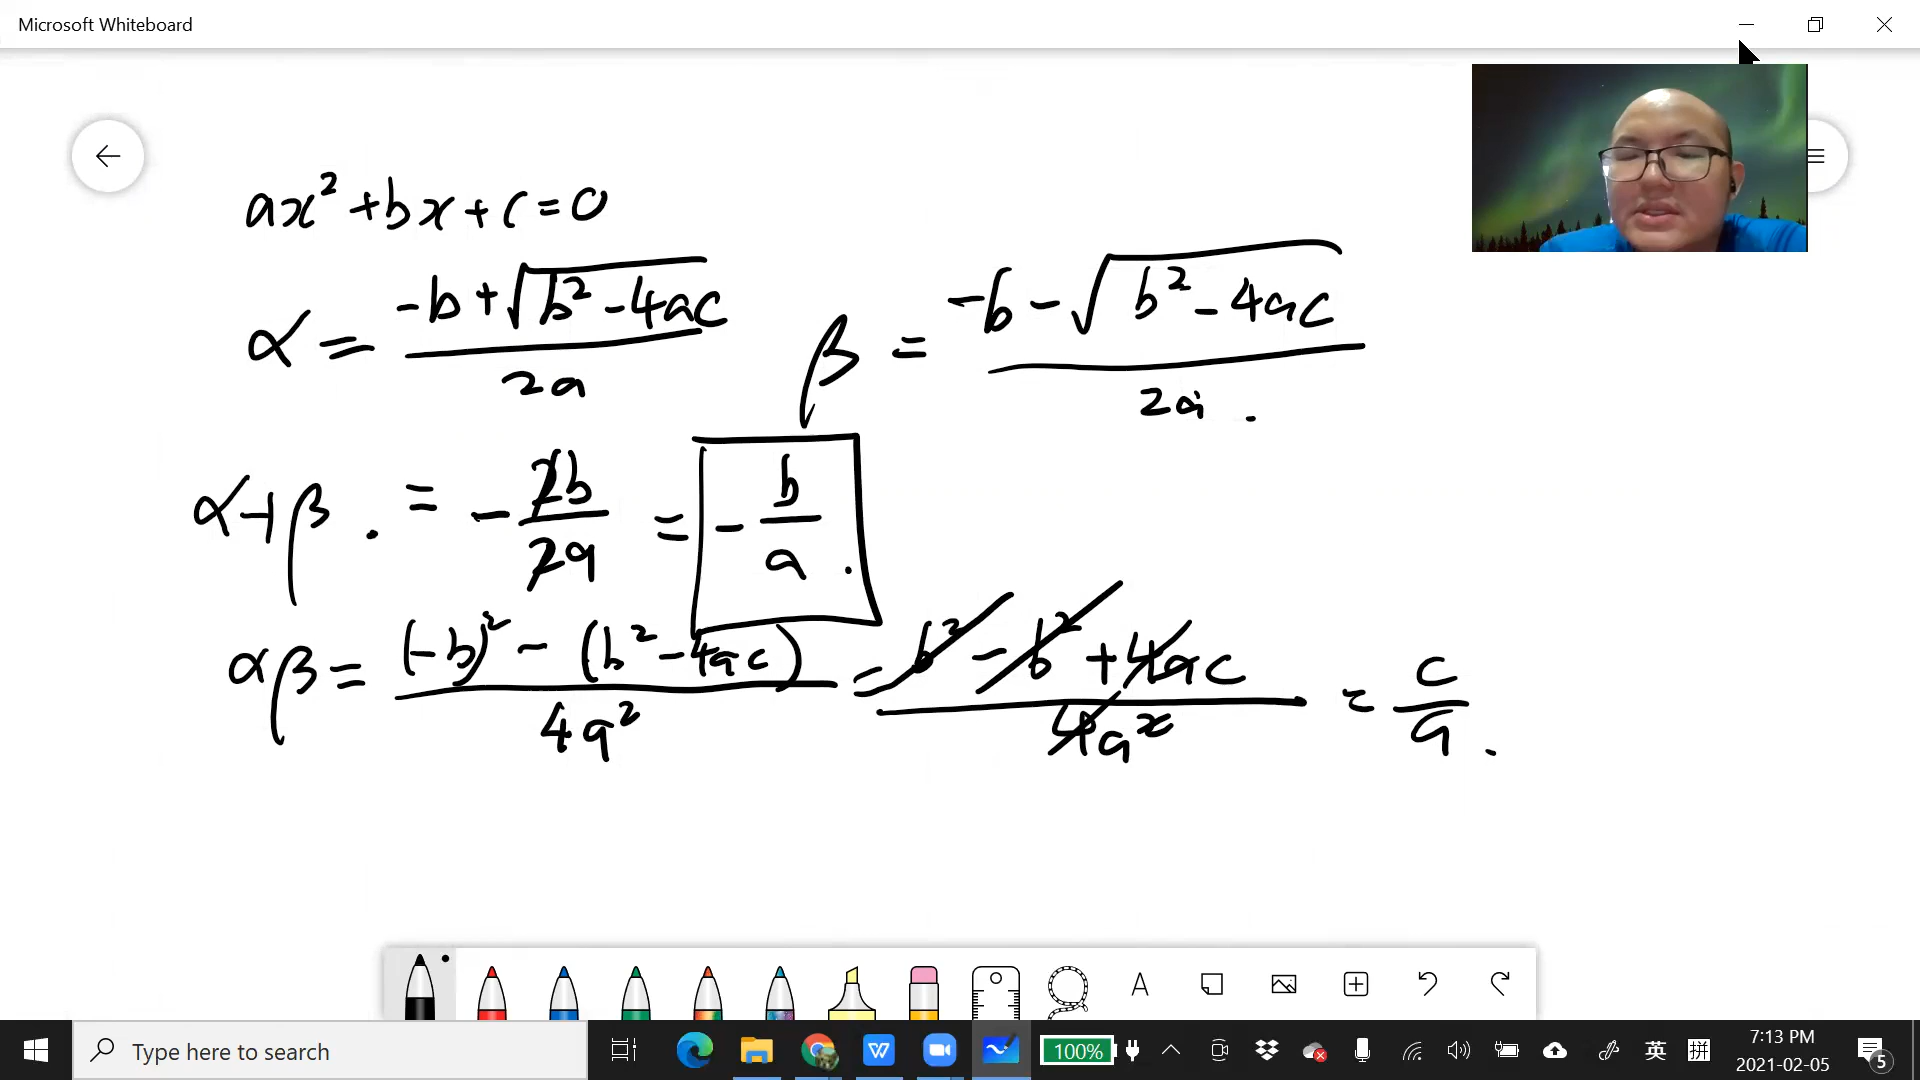 Microsoft Whiteboard
ax² + bx + c = 0
α = (-b + √(b² - 4ac)) / 2a
β = (-b - √(b² - 4ac)) / 2a .
α + β . = - 2b / 2a = - b / a .
αβ = ((-b)² - (b² - 4ac)) / 4a² = (b² - b² + 4ac) / 4a² = c / a .
A
Type here to search
W
100%
英
拼
7:13 PM
2021-02-05
5